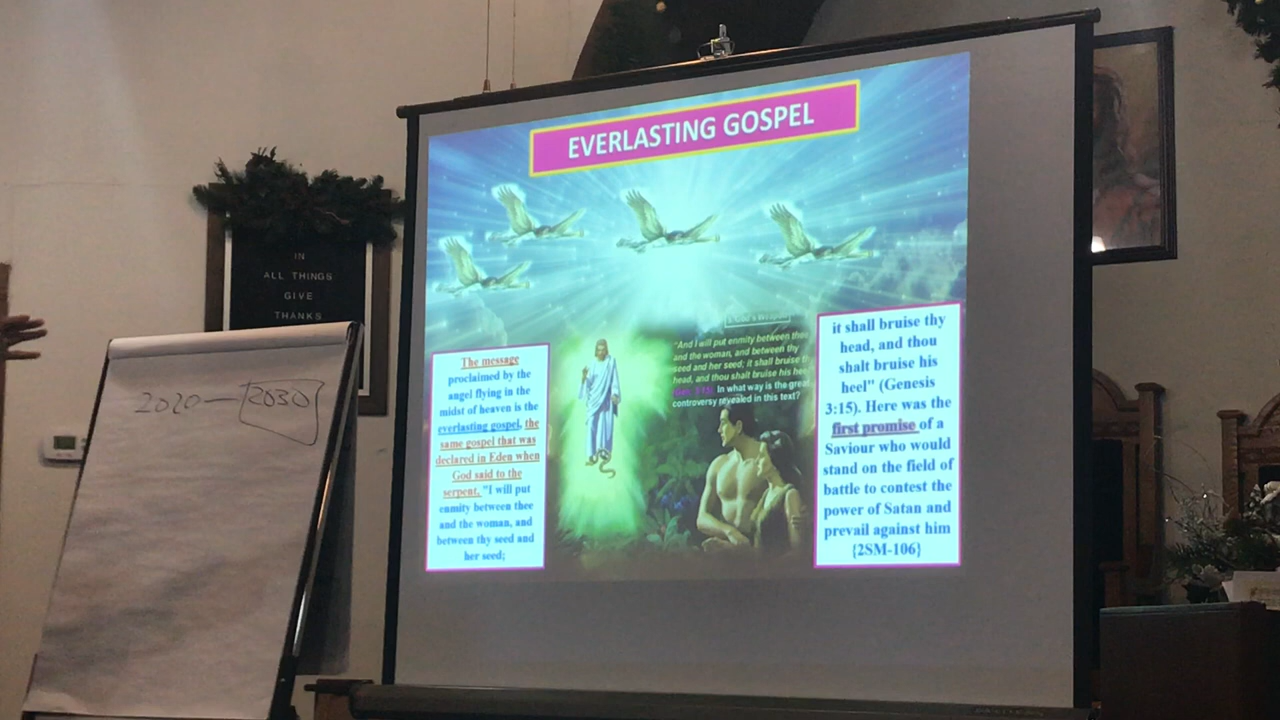 EVERLASTING GOSPEL
IN
ALL THINGS
GIVE
THANKS
2020 — 2030
The message
proclaimed by the
angel flying in the
midst of heaven is the
everlasting gospel, the
same gospel that was
declared in Eden when
God said to the
serpent, "I will put
enmity between thee
and the woman, and
between thy seed and
her seed;
"And I will put enmity between thee
and the woman, and between thy
seed and her seed; it shall bruise thy
head, and thou shalt bruise his heel
3:15). In what way is the great
controversy revealed in this text?
it shall bruise thy
head, and thou
shalt bruise his
heel" (Genesis
3:15). Here was the
first promise of a
Saviour who would
stand on the field of
battle to contest the
power of Satan and
prevail against him
{2SM-106}